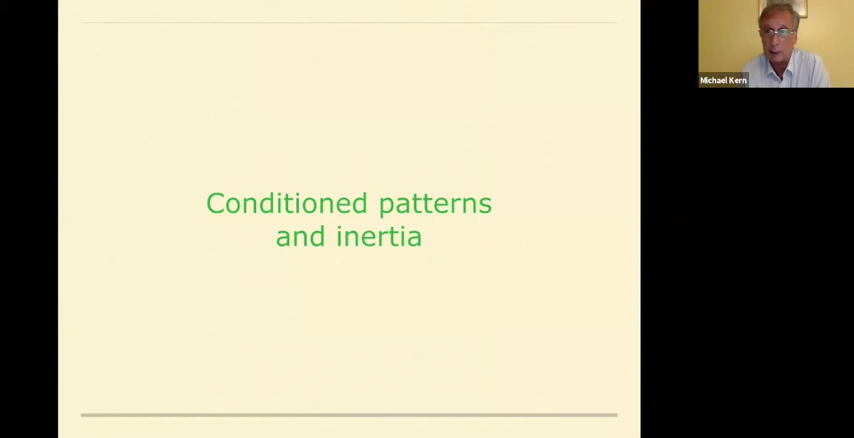 Conditioned patterns
and inertia
Michael Kern